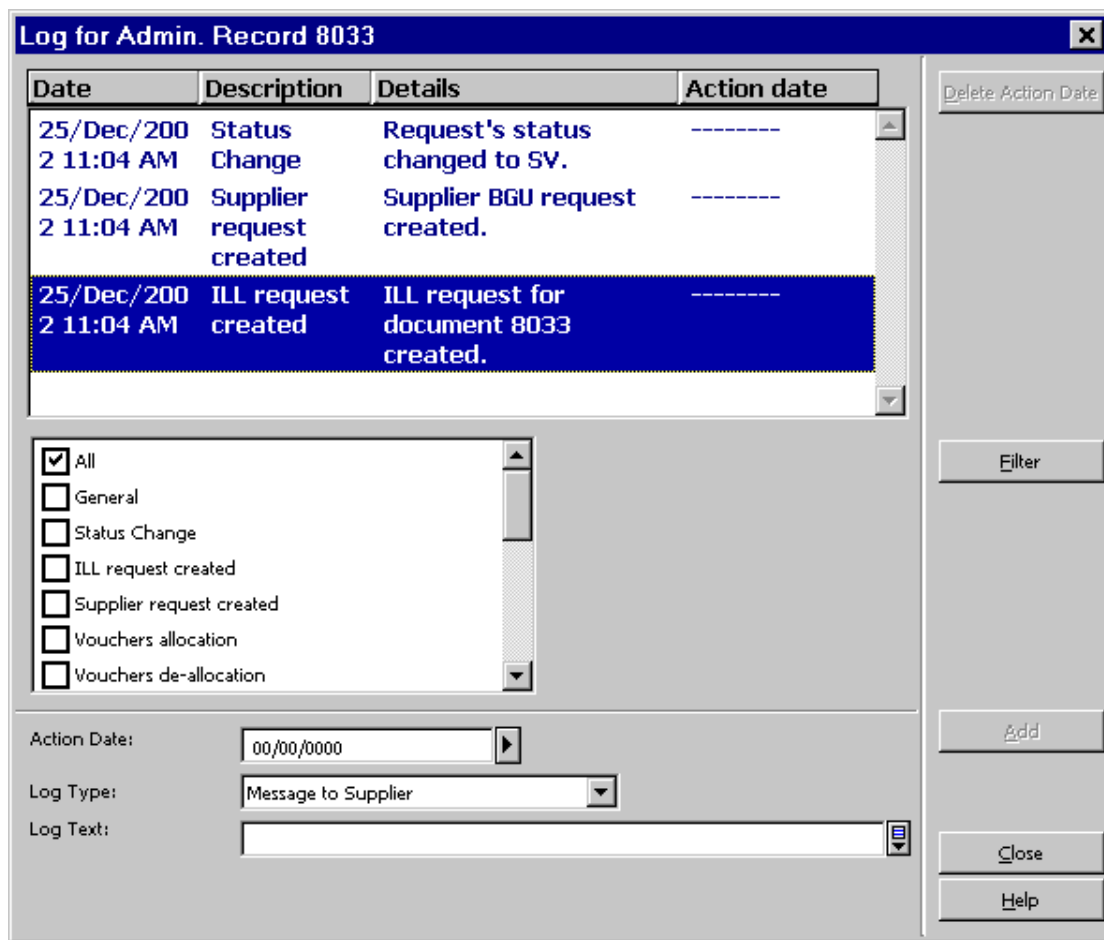 Log for Admin. Record 8033
Date Description Details Action date
Delete Action Date
25/Dec/200 Status Request's status --------
2 11:04 AM Change changed to SV.
25/Dec/200 Supplier Supplier BGU request --------
2 11:04 AM request created.
created
25/Dec/200 ILL request ILL request for --------
2 11:04 AM created document 8033
created.
All
Filter
General
Status Change
ILL request created
Supplier request created
Vouchers allocation
Vouchers de-allocation
Action Date: 00/00/0000
Add
Log Type: Message to Supplier
Log Text:
Close
Help